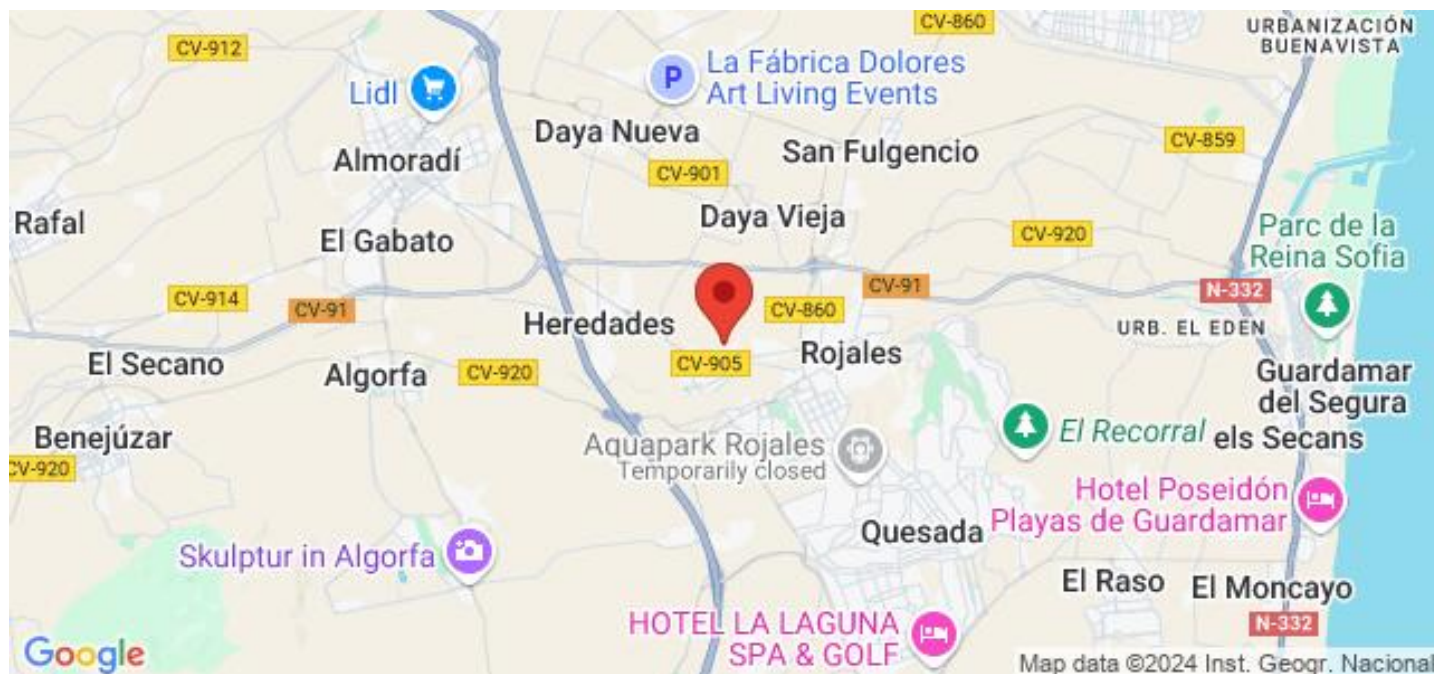 CV-860
URBANIZACIÓN
BUENAVISTA
CV-912
La Fábrica Dolores
Art Living Events
P
Lidl
Daya Nueva
CV-859
San Fulgencio
Almoradí
CV-901
Rafal
Daya Vieja
Parc de la
Reina Sofia
El Gabato
CV-920
CV-914
CV-91
CV-91
N-332
CV-860
Heredades
URB. EL EDÉN
Rojales
El Secano
CV-905
Algorfa
CV-920
Guardamar
del Segura
Benejúzar
El Recorral
els Secans
Aquapark Rojales
Temporarily closed
CV-920
Hotel Poseidón
Playas de Guardamar
Quesada
Skulptur in Algorfa
El Raso
El Moncayo
HOTEL LA LAGUNA
SPA & GOLF
N-332
Google
Map data ©2024 Inst. Geogr. Nacional